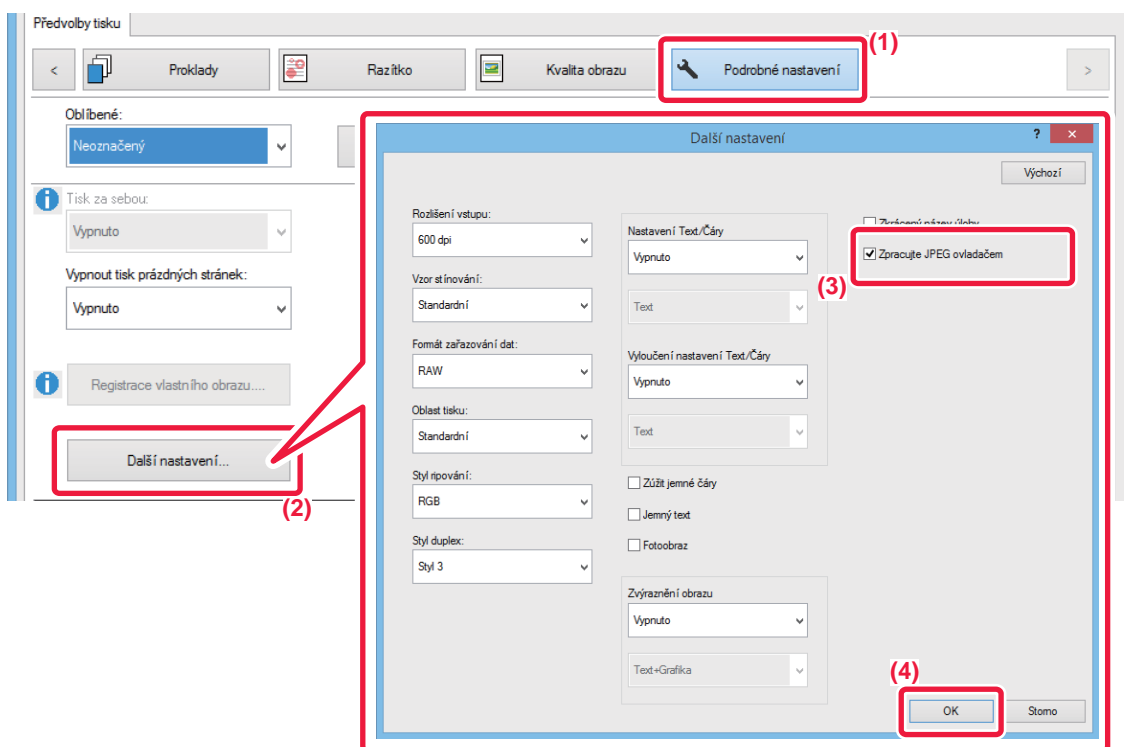 Předvolby tisku
(1)
<
Proklady
Razítko
Kvalita obrazu
Podrobné nastavení
>
Oblíbené:
Neoznačený
Tisk za sebou:
Vypnuto
Vypnout tisk prázdných stránek:
Vypnuto
Registrace vlastního obrazu....
Další nastavení...
(2)
Další nastavení
?
×
Výchozí
Rozlišení vstupu:
600 dpi
Vzor stínování:
Standardní
Formát zařazování dat:
RAW
Oblast tisku:
Standardní
Styl ripování:
RGB
Styl duplex:
Styl 3
Nastavení Text/Čáry
Vypnuto
Text
Vyloučení nastavení Text/Čáry
Vypnuto
Text
Zúžit jemné čáry
Jemný text
Fotoobraz
Zvýraznění obrazu
Vypnuto
Text+Grafika
Zkrácený název úlohy
Zpracujte JPEG ovladačem
(3)
(4)
OK
Storno